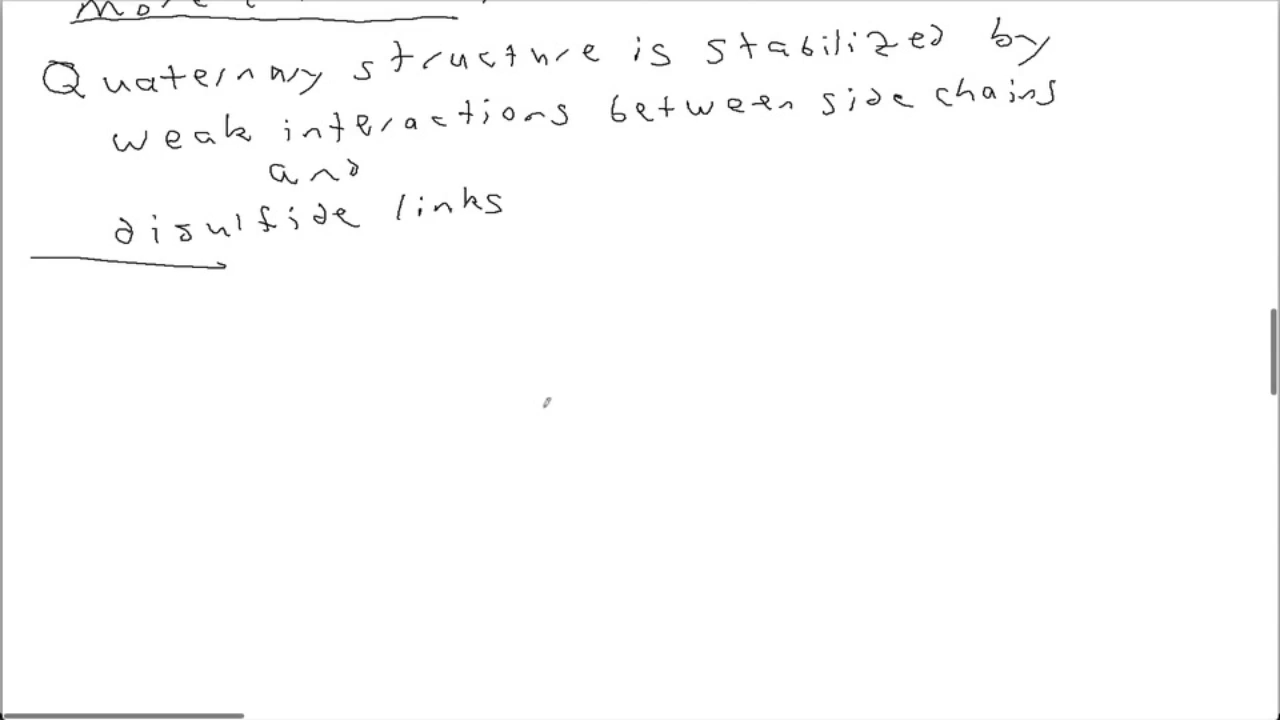 Quaternary structure is stabilized by
weak interactions between side chains
and
disulfide links